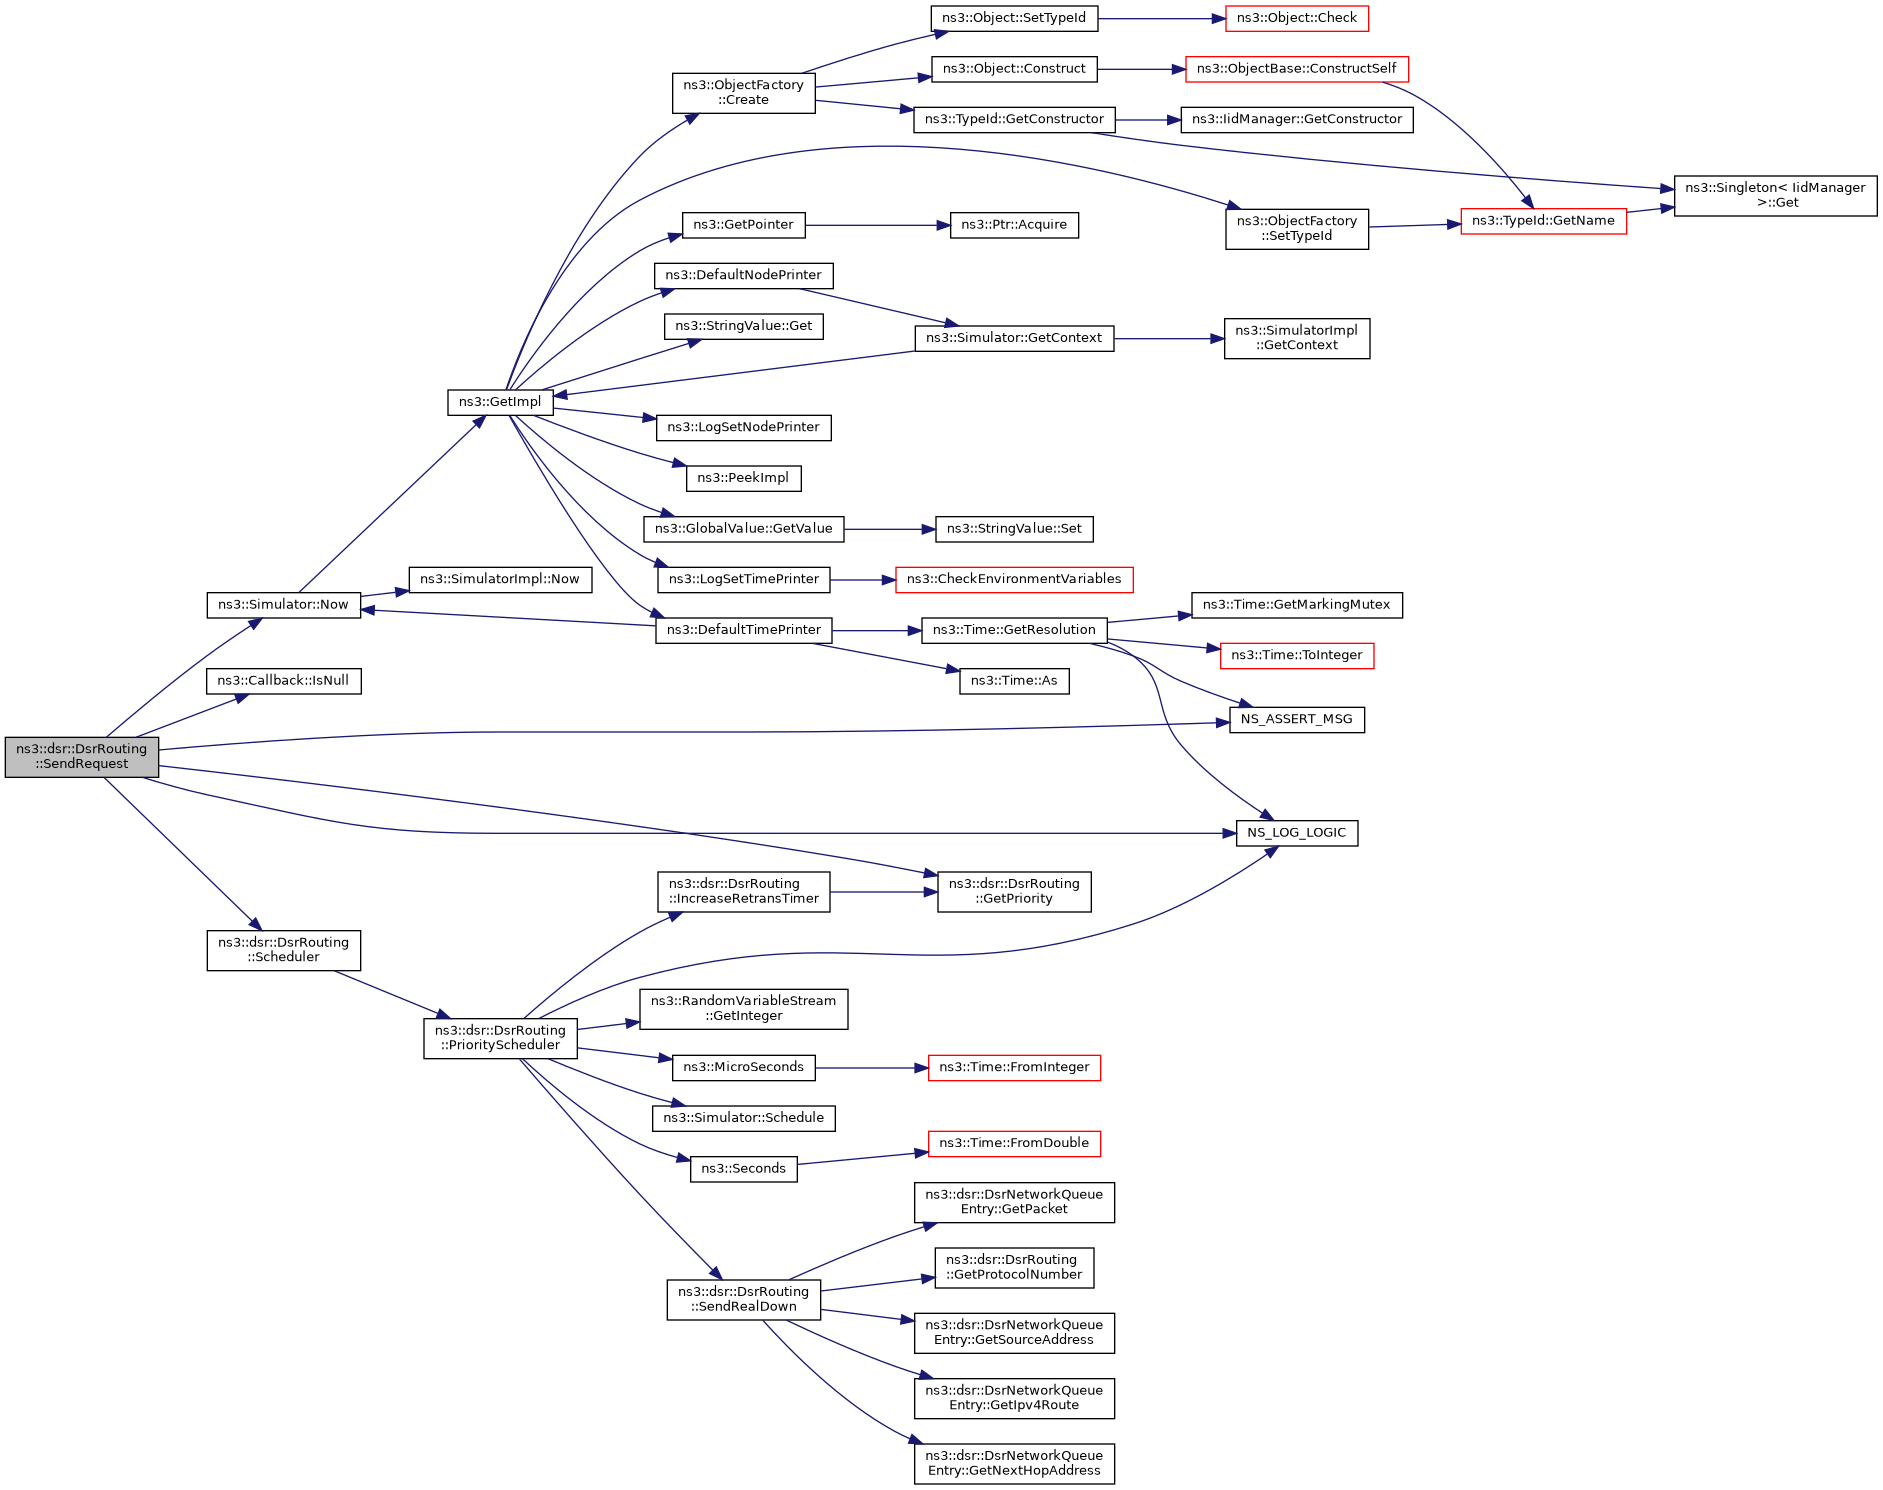 ns3::Object::SetTypeId
ns3::Object::Check
ns3::ObjectFactory
::Create
ns3::Object::Construct
ns3::ObjectBase::ConstructSelf
ns3::TypeId::GetConstructor
ns3::IidManager::GetConstructor
ns3::Singleton< IidManager
>::Get
ns3::GetPointer
ns3::Ptr::Acquire
ns3::ObjectFactory
::SetTypeId
ns3::TypeId::GetName
ns3::DefaultNodePrinter
ns3::StringValue::Get
ns3::Simulator::GetContext
ns3::SimulatorImpl
::GetContext
ns3::GetImpl
ns3::LogSetNodePrinter
ns3::PeekImpl
ns3::GlobalValue::GetValue
ns3::StringValue::Set
ns3::SimulatorImpl::Now
ns3::LogSetTimePrinter
ns3::CheckEnvironmentVariables
ns3::Simulator::Now
ns3::Time::GetMarkingMutex
ns3::DefaultTimePrinter
ns3::Time::GetResolution
ns3::Time::ToInteger
ns3::Callback::IsNull
ns3::Time::As
NS_ASSERT_MSG
ns3::dsr::DsrRouting
::SendRequest
NS_LOG_LOGIC
ns3::dsr::DsrRouting
::IncreaseRetransTimer
ns3::dsr::DsrRouting
::GetPriority
ns3::dsr::DsrRouting
::Scheduler
ns3::RandomVariableStream
::GetInteger
ns3::dsr::DsrRouting
::PriorityScheduler
ns3::MicroSeconds
ns3::Time::FromInteger
ns3::Simulator::Schedule
ns3::Time::FromDouble
ns3::Seconds
ns3::dsr::DsrNetworkQueue
Entry::GetPacket
ns3::dsr::DsrRouting
::GetProtocolNumber
ns3::dsr::DsrRouting
::SendRealDown
ns3::dsr::DsrNetworkQueue
Entry::GetSourceAddress
ns3::dsr::DsrNetworkQueue
Entry::GetIpv4Route
ns3::dsr::DsrNetworkQueue
Entry::GetNextHopAddress